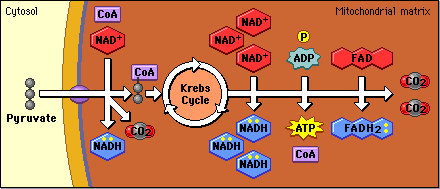 Cytosol
Mitochondrial matrix
CoA
NAD+
NAD+
NAD+
NAD+
P
ADP
FAD
CoA
Krebs
Cycle
CO2
CO2
Pyruvate
NADH
CO2
NADH
NADH
NADH
ATP
CoA
FADH2